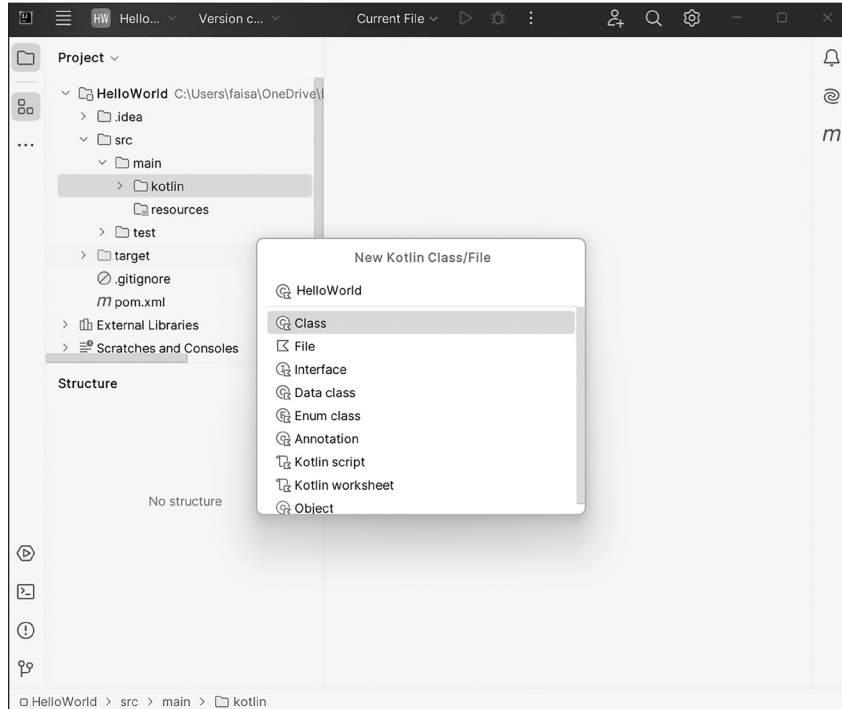 HW Hello... Version c... Current File
Project
HelloWorld C:\Users\faisa\OneDrive\
.idea
src
main
kotlin
resources
test
target
.gitignore
m pom.xml
External Libraries
Scratches and Consoles
Structure
No structure
New Kotlin Class/File
HelloWorld
Class
File
Interface
Data class
Enum class
Annotation
Kotlin script
Kotlin worksheet
Object
m
HelloWorld > src > main > kotlin